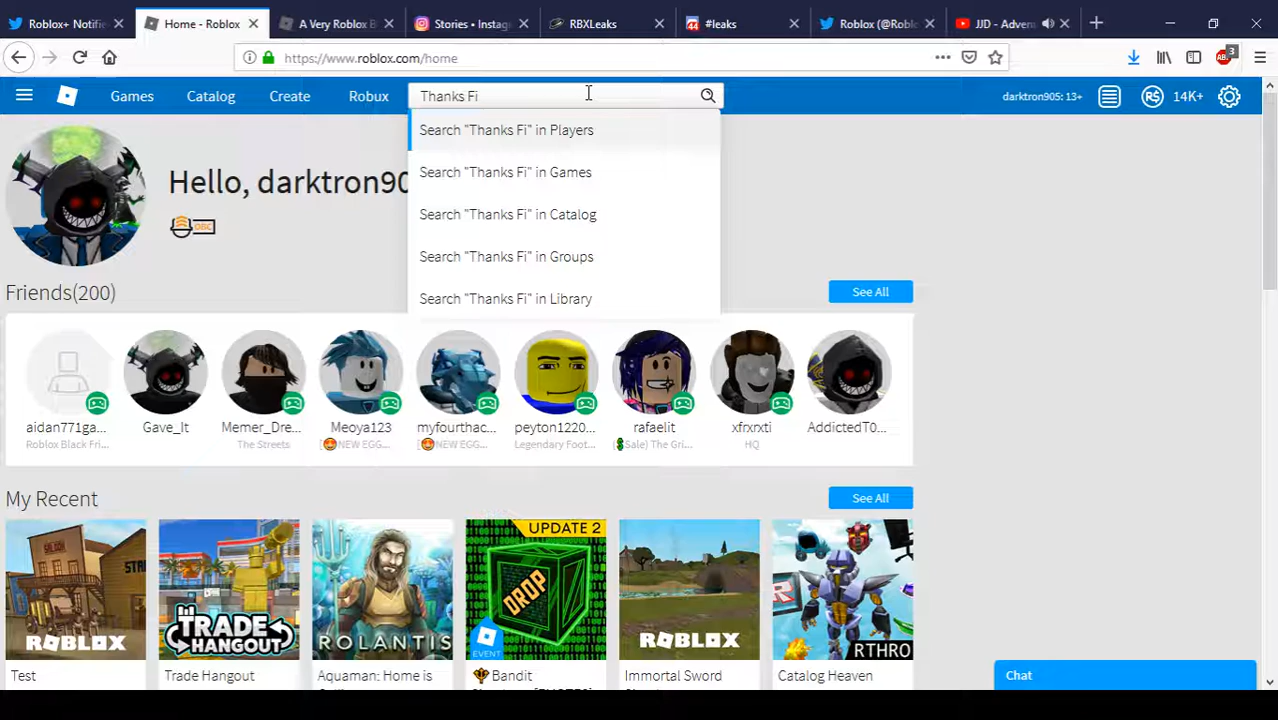 Roblox+ Notifi
Home - Roblox
A Very Roblox B
Stories • Instag
RBXLeaks
#leaks
Roblox (@Robl
JJD - Adven
https://www.roblox.com/home
3
Games
Catalog
Create
Robux
Thanks Fi
darktron905: 13+
R$
14K+
Search "Thanks Fi" in Players
Search "Thanks Fi" in Games
Search "Thanks Fi" in Catalog
Search "Thanks Fi" in Groups
Search "Thanks Fi" in Library
Hello, darktron90
OBC
Friends(200)
See All
aidan771ga...
Gave_It
Memer_Dre...
Meoya123
myfourthac...
peyton1220...
rafaelit
xfrxrxti
AddictedT0...
Roblox Black Fri...
The Streets
[NEW EGG...
[NEW EGG...
Legendary Foot...
(Sale) The Gri...
HQ
My Recent
See All
ROBLOX
TRADE HANGOUT
ROLANTIS
UPDATE 2
DROP
EVENT
ROBLOX
RTHRO
Test
Trade Hangout
Aquaman: Home is
Bandit
Immortal Sword
Catalog Heaven
Chat